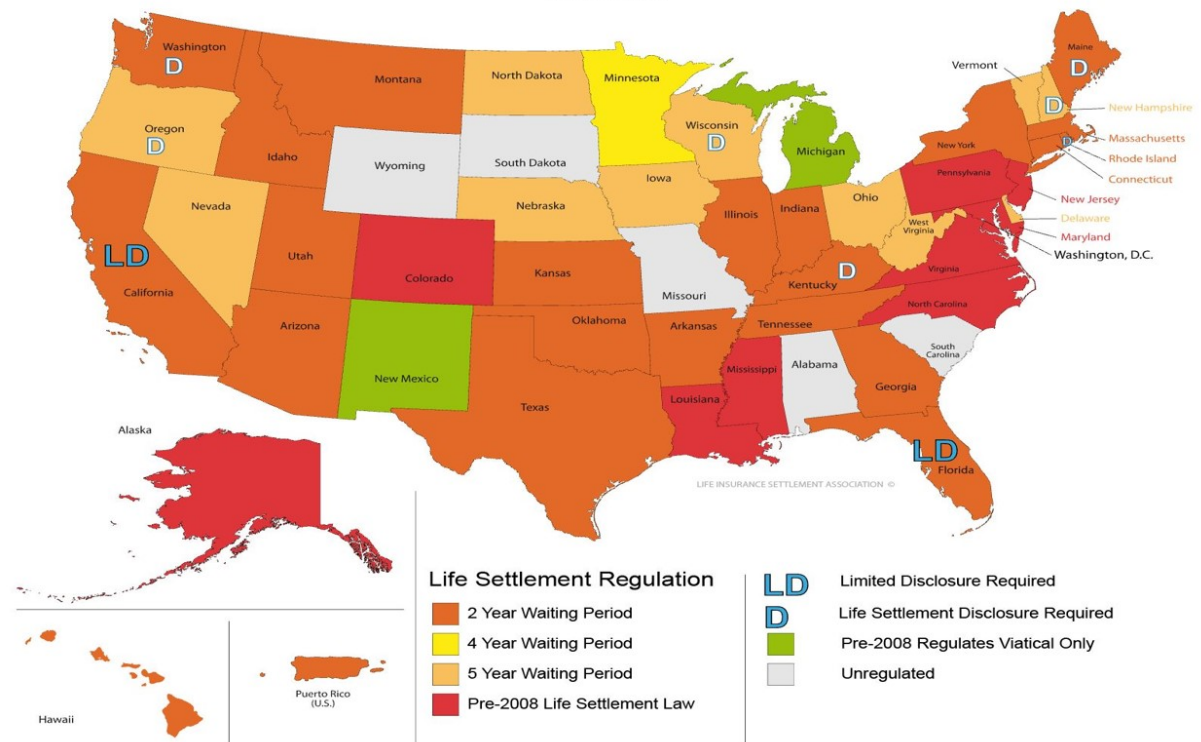 Washington
D
Montana
North Dakota
Minnesota
Maine
D
Vermont
D
New Hampshire
Oregon
D
Idaho
Wyoming
South Dakota
Wisconsin
D
Michigan
New York
Massachusetts
D
Rhode Island
Connecticut
Pennsylvania
New Jersey
Nevada
Nebraska
Iowa
Illinois
Indiana
Ohio
West
Virginia
Delaware
Maryland
Washington, D.C.
LD
California
Utah
Colorado
Kansas
Missouri
D
Kentucky
Virginia
North Carolina
Arizona
New Mexico
Oklahoma
Arkansas
Tennessee
South
Carolina
Texas
Louisiana
Mississippi
Alabama
Georgia
LD
Florida
Alaska
LIFE INSURANCE SETTLEMENT ASSOCIATION ©
Hawaii
Puerto Rico
(U.S.)
Life Settlement Regulation
2 Year Waiting Period
4 Year Waiting Period
5 Year Waiting Period
Pre-2008 Life Settlement Law
LD Limited Disclosure Required
D Life Settlement Disclosure Required
Pre-2008 Regulates Viatical Only
Unregulated